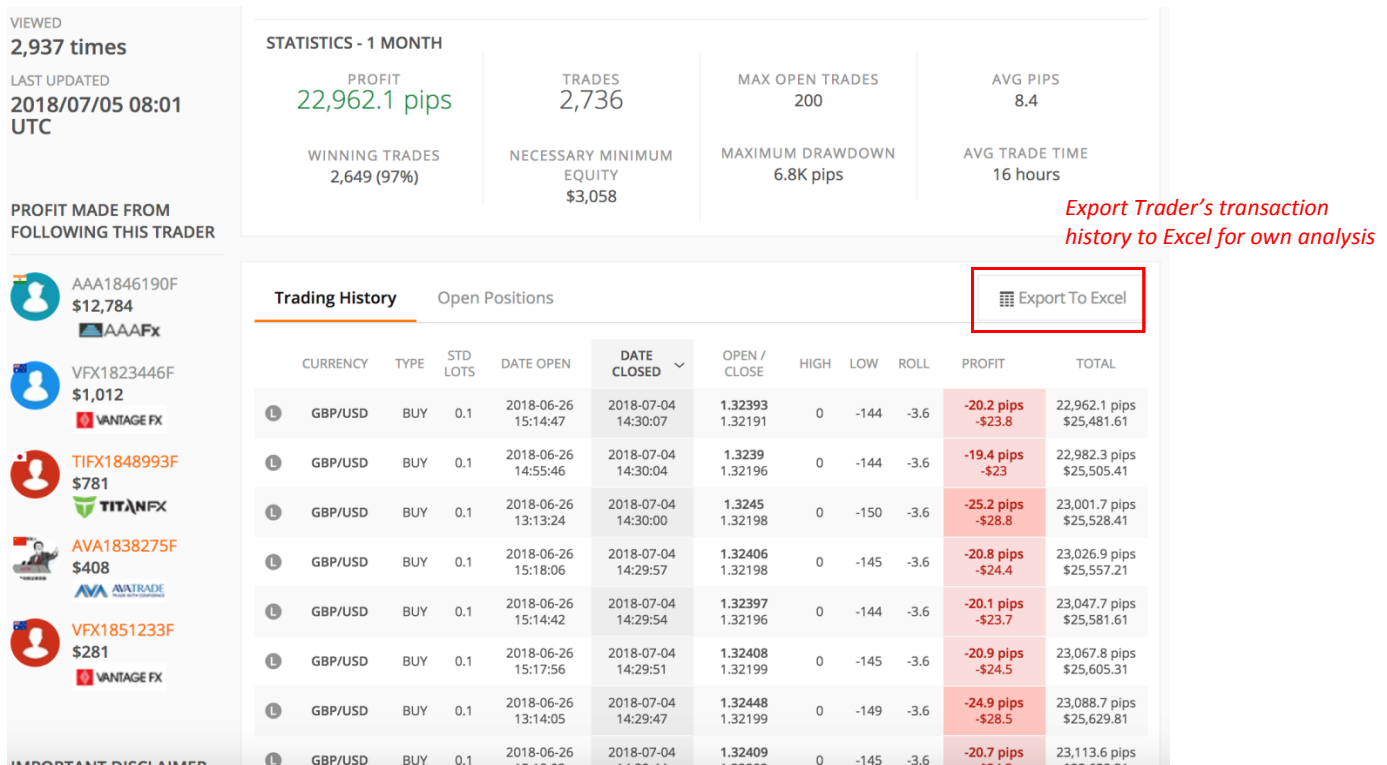 VIEWED
2,937 times
LAST UPDATED
2018/07/05 08:01
UTC
PROFIT MADE FROM
FOLLOWING THIS TRADER
AAA1846190F
$12,784
AAAFx
VFX1823446F
$1,012
VANTAGE FX
TIFX1848993F
$781
TITANFX
AVA1838275F
$408
AVA AVATRADE
VFX1851233F
$281
VANTAGE FX
IMPORTANT DISCLAIMER
STATISTICS - 1 MONTH
PROFIT TRADES MAX OPEN TRADES AVG PIPS
22,962.1 pips 2,736 200 8.4
WINNING TRADES NECESSARY MINIMUM MAXIMUM DRAWDOWN AVG TRADE TIME
2,649 (97%) EQUITY 6.8K pips 16 hours
$3,058
Export Trader's transaction
history to Excel for own analysis
Trading History Open Positions Export To Excel
CURRENCY TYPE STD DATE OPEN DATE OPEN / HIGH LOW ROLL PROFIT TOTAL
LOTS CLOSED CLOSE
L GBP/USD BUY 0.1 2018-06-26 2018-07-04 1.32393 0 -144 -3.6 -20.2 pips 22,962.1 pips
15:14:47 14:30:07 1.32191 -$23.8 $25,481.61
L GBP/USD BUY 0.1 2018-06-26 2018-07-04 1.3239 0 -144 -3.6 -19.4 pips 22,982.3 pips
14:55:46 14:30:04 1.32196 -$23 $25,505.41
L GBP/USD BUY 0.1 2018-06-26 2018-07-04 1.3245 0 -150 -3.6 -25.2 pips 23,001.7 pips
13:13:24 14:30:00 1.32198 -$28.8 $25,528.41
L GBP/USD BUY 0.1 2018-06-26 2018-07-04 1.32406 0 -145 -3.6 -20.8 pips 23,026.9 pips
15:18:06 14:29:57 1.32198 -$24.4 $25,557.21
L GBP/USD BUY 0.1 2018-06-26 2018-07-04 1.32397 0 -144 -3.6 -20.1 pips 23,047.7 pips
15:14:42 14:29:54 1.32196 -$23.7 $25,581.61
L GBP/USD BUY 0.1 2018-06-26 2018-07-04 1.32408 0 -145 -3.6 -20.9 pips 23,067.8 pips
15:17:56 14:29:51 1.32199 -$24.5 $25,605.31
L GBP/USD BUY 0.1 2018-06-26 2018-07-04 1.32448 0 -149 -3.6 -24.9 pips 23,088.7 pips
13:14:05 14:29:47 1.32199 -$28.5 $25,629.81
L GBP/USD BUY 0.1 2018-06-26 2018-07-04 1.32409 0 -145 -3.6 -20.7 pips 23,113.6 pips